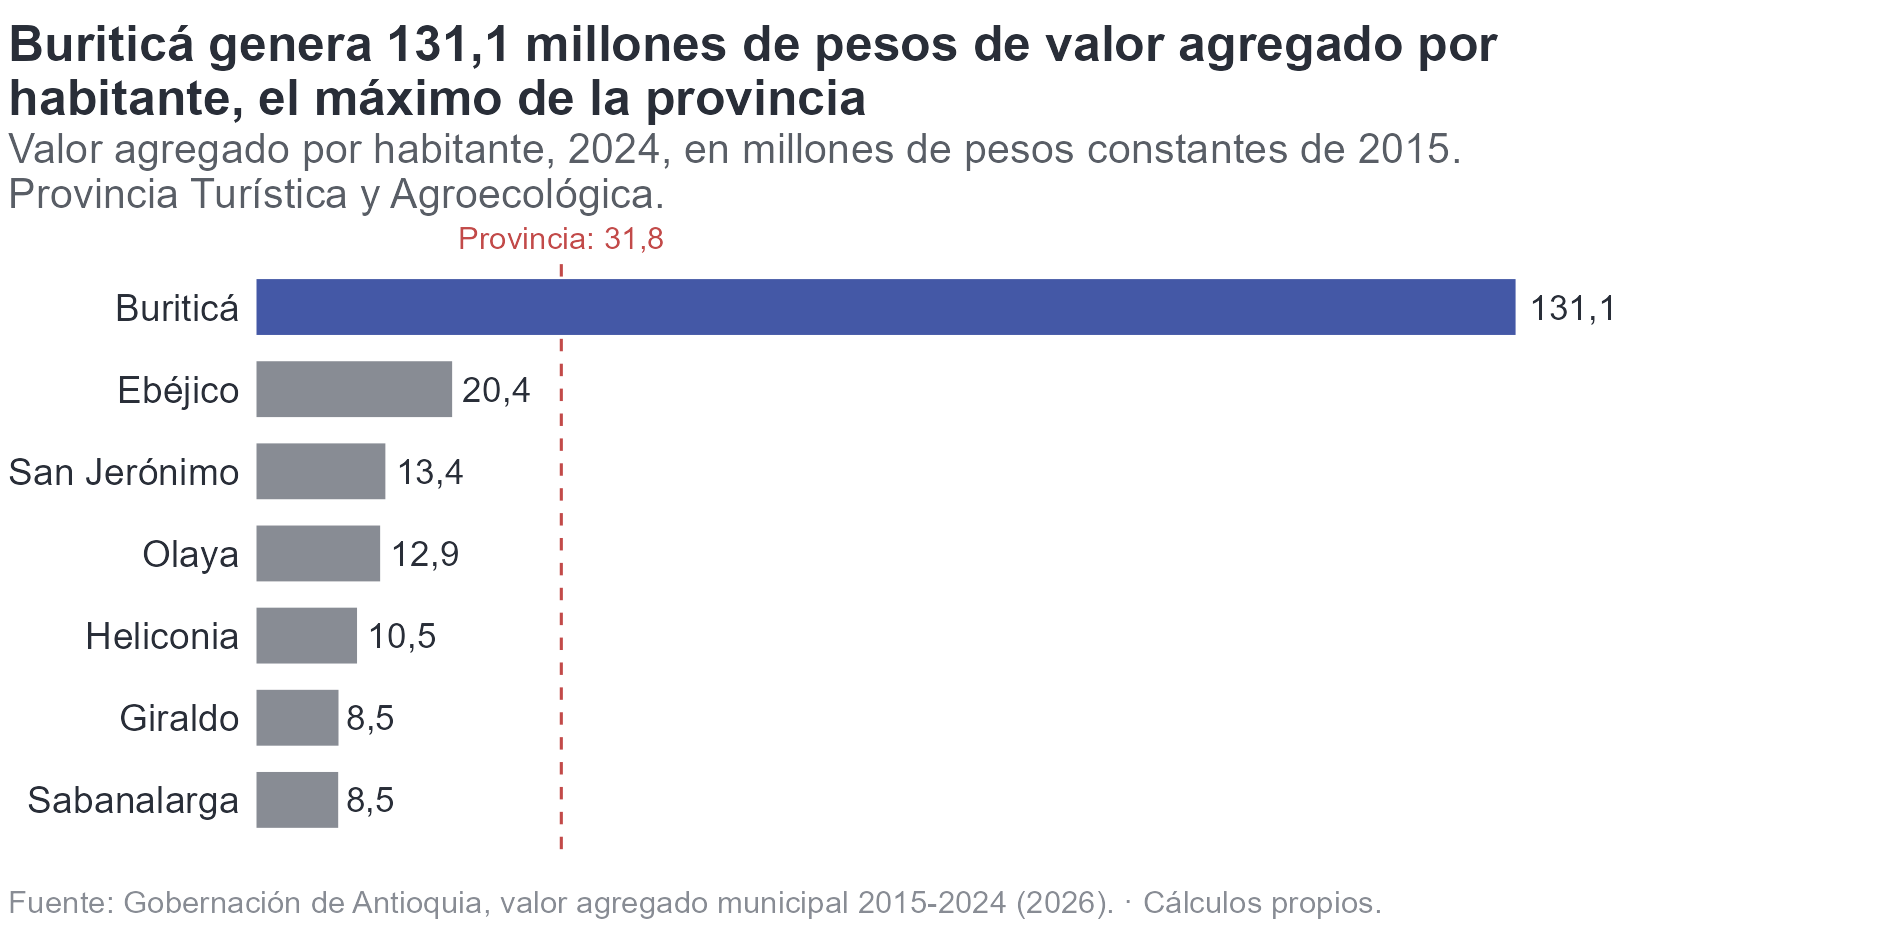 Buriticá genera 131,1 millones de pesos de valor agregado por
habitante, el máximo de la provincia
Valor agregado por habitante, 2024, en millones de pesos constantes de 2015.
Provincia Turística y Agroecológica.
Provincia: 31,8
Buriticá 131,1
Ebéjico 20,4
San Jerónimo 13,4
Olaya 12,9
Heliconia 10,5
Giraldo 8,5
Sabanalarga 8,5
Fuente: Gobernación de Antioquia, valor agregado municipal 2015-2024 (2026). · Cálculos propios.